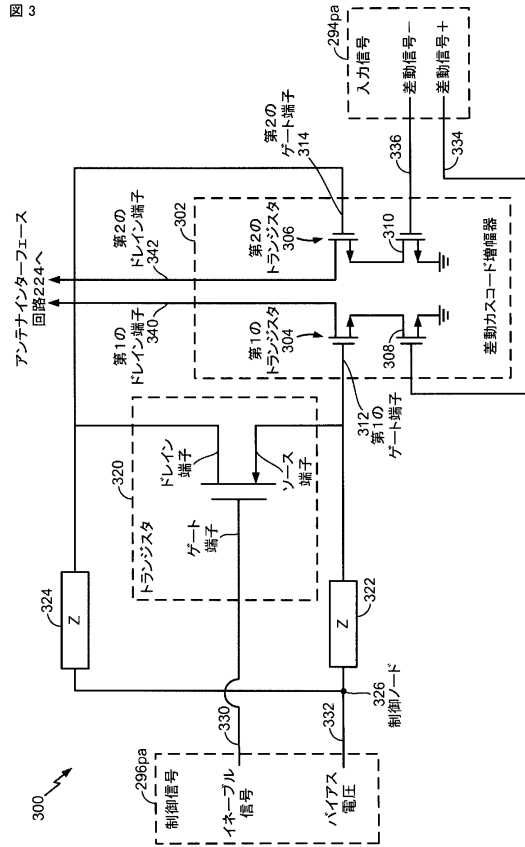 図 3
300
296pa
制御信号
イネーブル
信号
バイアス
電圧
330
332
326
制御ノード
324
Z
322
Z
320
トランジスタ
ゲート
端子
ドレイン
端子
ソース
端子
アンテナインターフェース
回路224へ
第1の
ドレイン端子
340
第2の
ドレイン端子
342
第2の
ゲート端子
314
302
第1の
トランジスタ
304
第2の
トランジスタ
306
308
310
312
第1の
ゲート端子
差動カスコード増幅器
336
334
294pa
入力信号
差動信号−
差動信号+